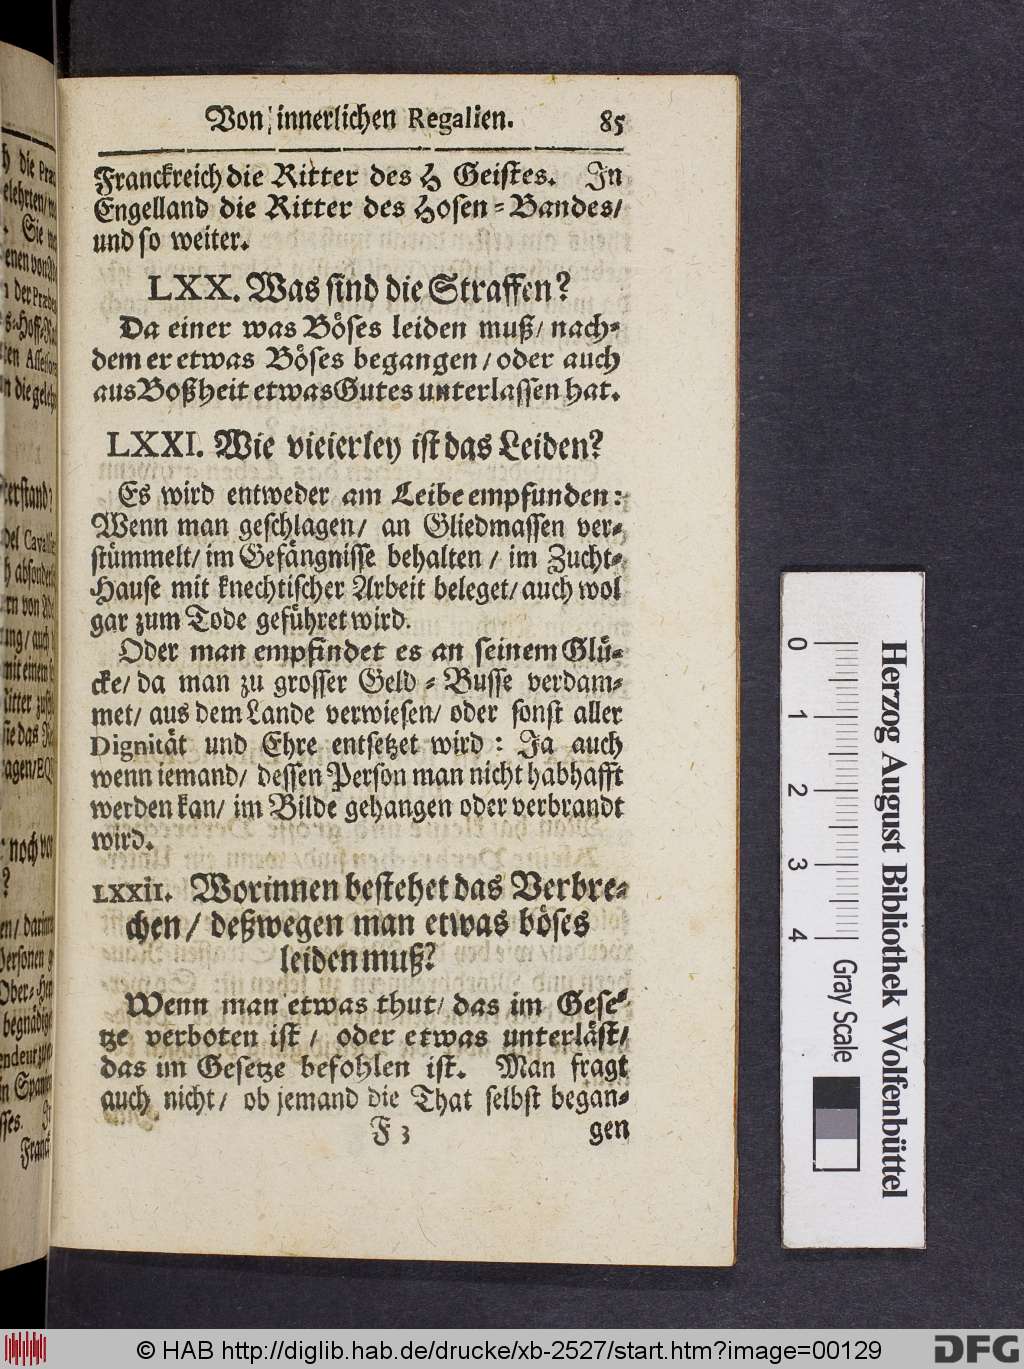 Von innerlichen Regalien. 85
Franckreich die Ritter des H Geistes. In
Engelland die Ritter des Hosen-Bandes/
und so weiter.
LXX. Was sind die Straffen?
Da einer was Böses leiden muß/ nach-
dem er etwas Böses begangen/ oder auch
aus Boßheit etwas Gutes unterlassen hat.
LXXI. Wie vieierley ist das Leiden?
Es wird entweder am Leibe empfunden:
Wenn man geschlagen/ an Gliedmassen ver-
stümmelt/ im Gefängnisse behalten/ im Zucht-
Hause mit knechtischer Arbeit beleget/ auch wol
gar zum Tode geführet wird.
Oder man empfindet es an seinem Glü-
cke/ da man zu grosser Geld-Busse verdam-
met/ aus dem Lande verwiesen/ oder sonst aller
Dignität und Ehre entsetzet wird: Ja auch
wenn iemand/ dessen Person man nicht habhafft
werden kan/ im Bilde gehangen oder verbrandt
wird.
LXXII. Worinnen bestehet das Verbre-
chen/ deßwegen man etwas böses
leiden muß?
Wenn man etwas thut/ das im Gese-
tze verboten ist/ oder etwas unterläst/
das im Gesetze befohlen ist. Man fragt
auch nicht/ ob jemand die That selbst began-
F 3 gen
0 1 2 3 4 Gray Scale
Herzog August Bibliothek Wolfenbüttel
© HAB http://diglib.hab.de/drucke/xb-2527/start.htm?image=00129
DFG